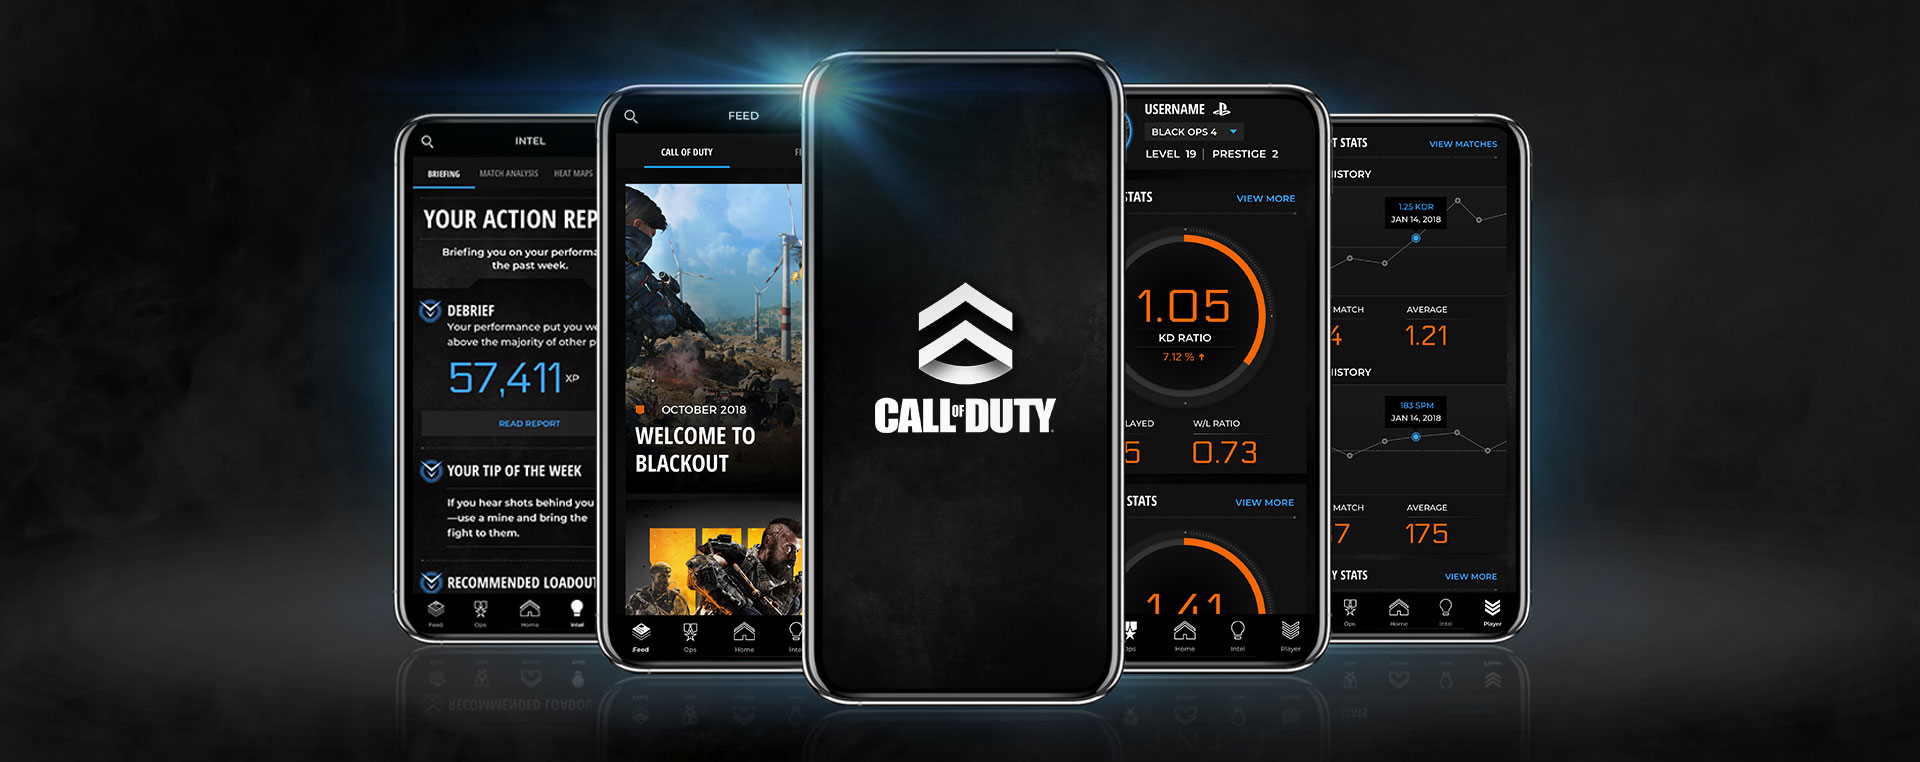 INTEL
BRIEFING MATCH ANALYSIS HEAT MAPS
YOUR ACTION REP
Briefing you on your performa
the past week.
DEBRIEF
Your performance put you we
above the majority of other p
57,411 XP
READ REPORT
YOUR TIP OF THE WEEK
If you hear shots behind you
—use a mine and bring the
fight to them.
RECOMMENDED LOADOUT
Feed Ops Home Intel
FEED
CALL OF DUTY F
OCTOBER 2018
WELCOME TO
BLACKOUT
Feed Ops Home Inte
CALL OF DUTY
USERNAME
BLACK OPS 4
LEVEL 19 | PRESTIGE 2
STATS VIEW MORE
1.05
KD RATIO
7.12 % ↑
LAYED W/L RATIO
5 0.73
STATS VIEW MORE
1.41
Ops Home Intel Player
T STATS VIEW MATCHES
HISTORY
1.25 KDR
JAN 14, 2018
MATCH AVERAGE
4 1.21
HISTORY
183 SPM
JAN 14, 2018
MATCH AVERAGE
7 175
Y STATS VIEW MORE
Ops Home Intel Player